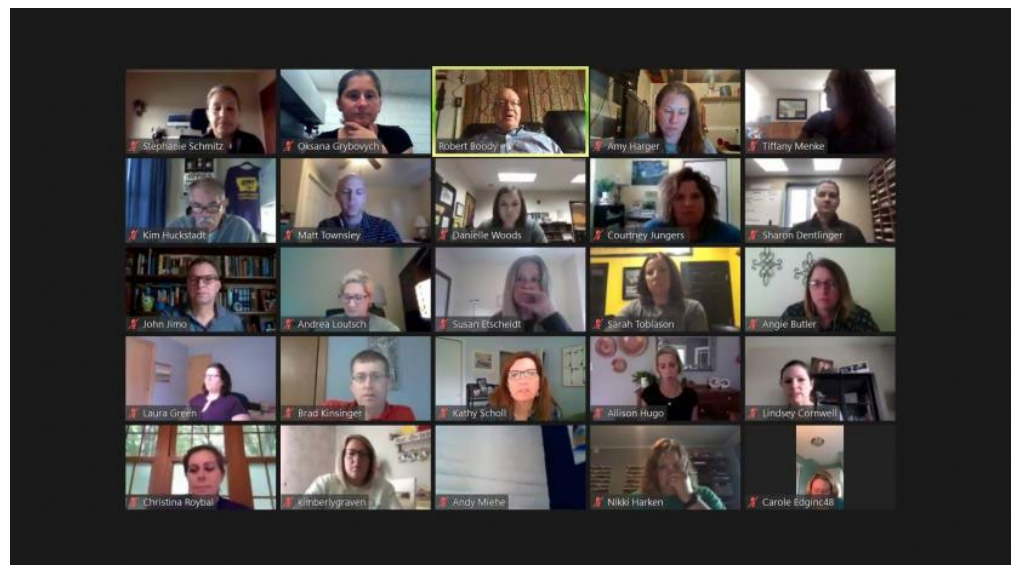 Stephanie Schmitz
Oksana Grybovych
Robert Boody
Amy Harger
Tiffany Menke
Kim Huckstadt
Matt Townsley
Danielle Woods
Courtney Jungers
Sharon Dentlinger
John Jimo
Andrea Loutsch
Susan Etscheidt
Sarah Tobiason
Angie Butler
Laura Green
Brad Kinsinger
Kathy Scholl
Allison Hugo
Lindsey Cornwell
Christina Roybal
kimberlygraven
Andy Miehe
Nikki Harken
Carole Edginc48